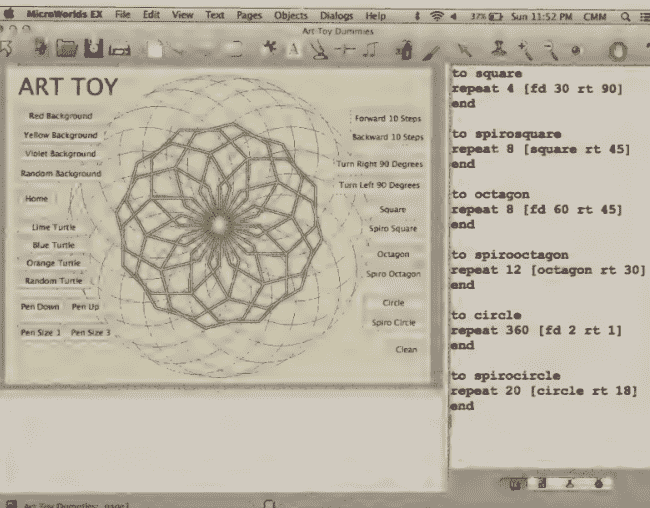 MicroWorlds EX File Edit View Text Pages Objects Dialogs Help 37% Sun 11:52 PM CMM
Art Toy Dummies
ART TOY
Red Background
Yellow Background
Violet Background
Random Background
Home
Lime Turtle
Blue Turtle
Orange Turtle
Random Turtle
Pen Down Pen Up
Pen Size 1 Pen Size 3
Forward 10 Steps
Backward 10 Steps
Turn Right 90 Degrees
Turn Left 90 Degrees
Square
Spiro Square
Octagon
Spiro Octagon
Circle
Spiro Circle
Clean
to square
repeat 4 [fd 30 rt 90]
end
to spirosquare
repeat 8 [square rt 45]
end
to octagon
repeat 8 [fd 60 rt 45]
end
to spirooctagon
repeat 12 [octagon rt 30]
end
to circle
repeat 360 [fd 2 rt 1]
end
to spirocircle
repeat 20 [circle rt 18]
end
Art Toy Dummies: page1